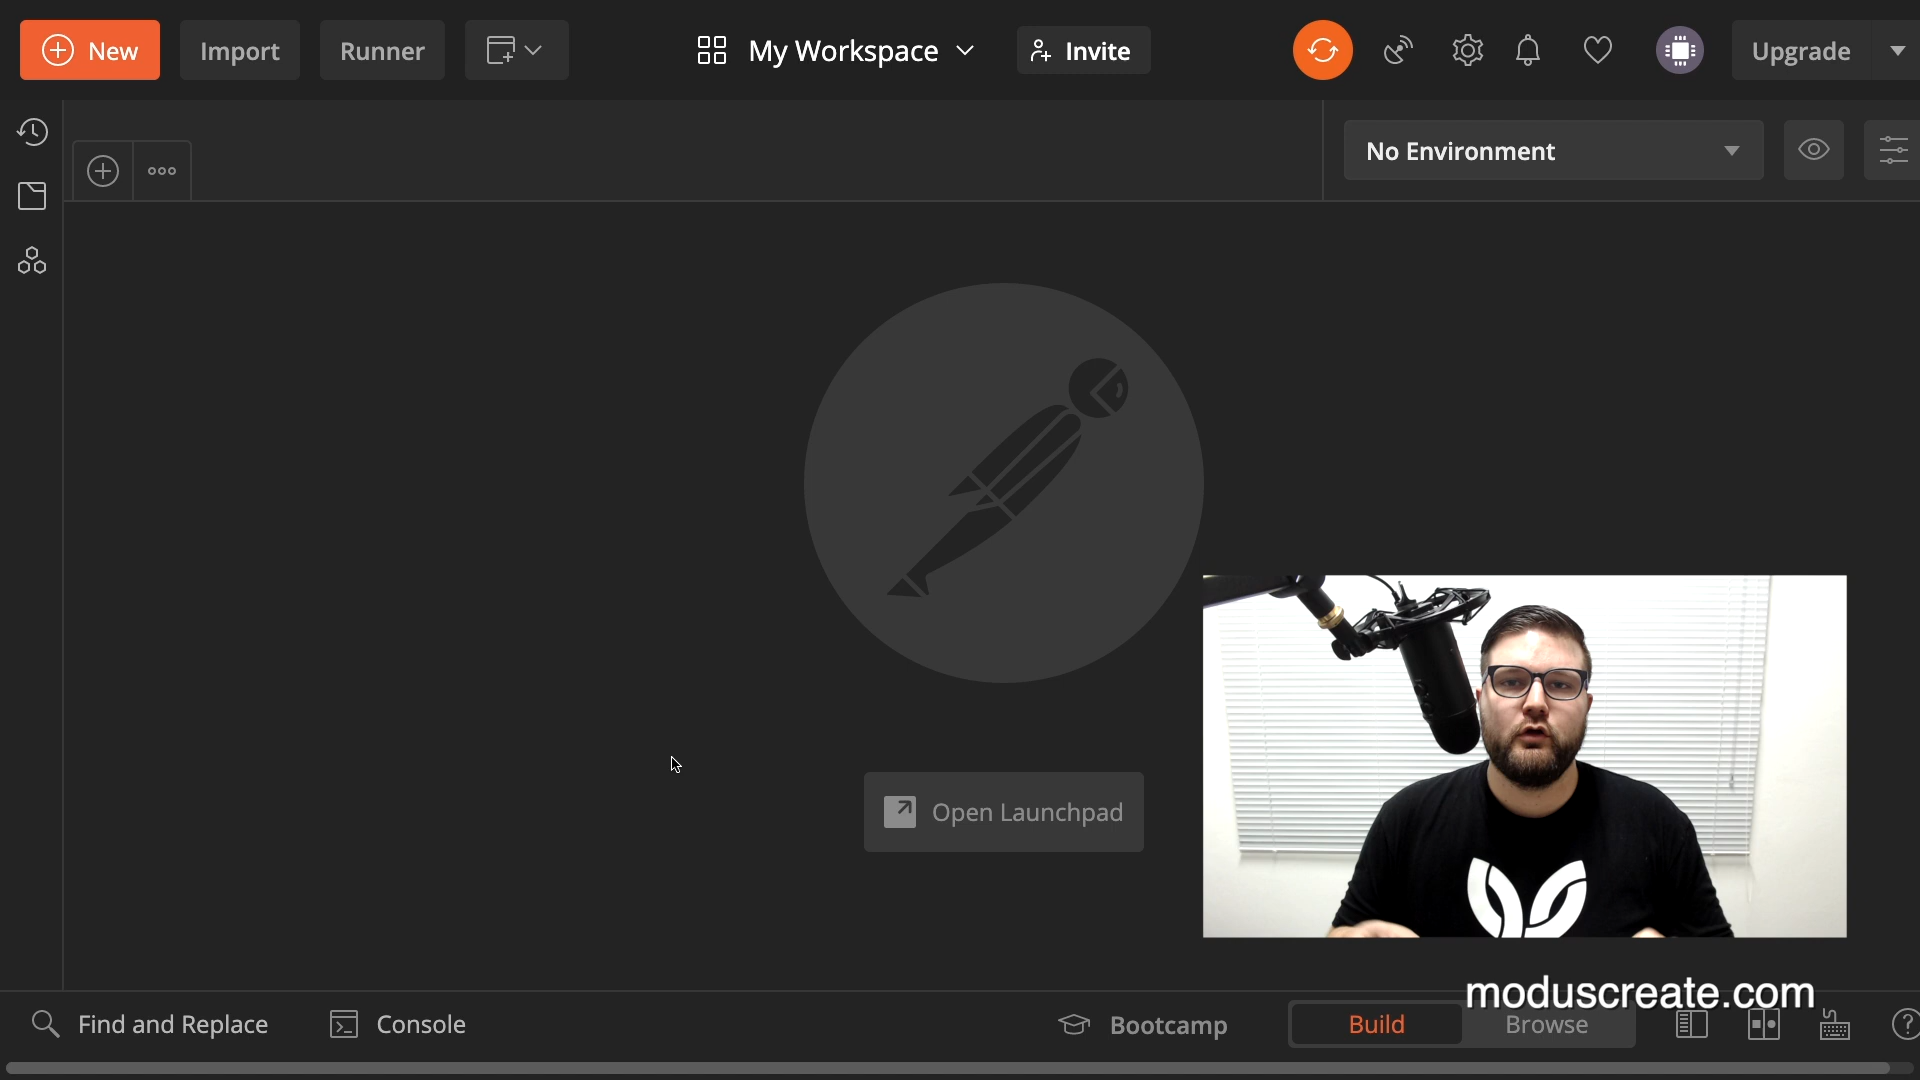 New
Import
Runner
My Workspace
Invite
Upgrade
No Environment
Open Launchpad
moduscreate.com
Find and Replace
Console
Bootcamp
Build
Browse